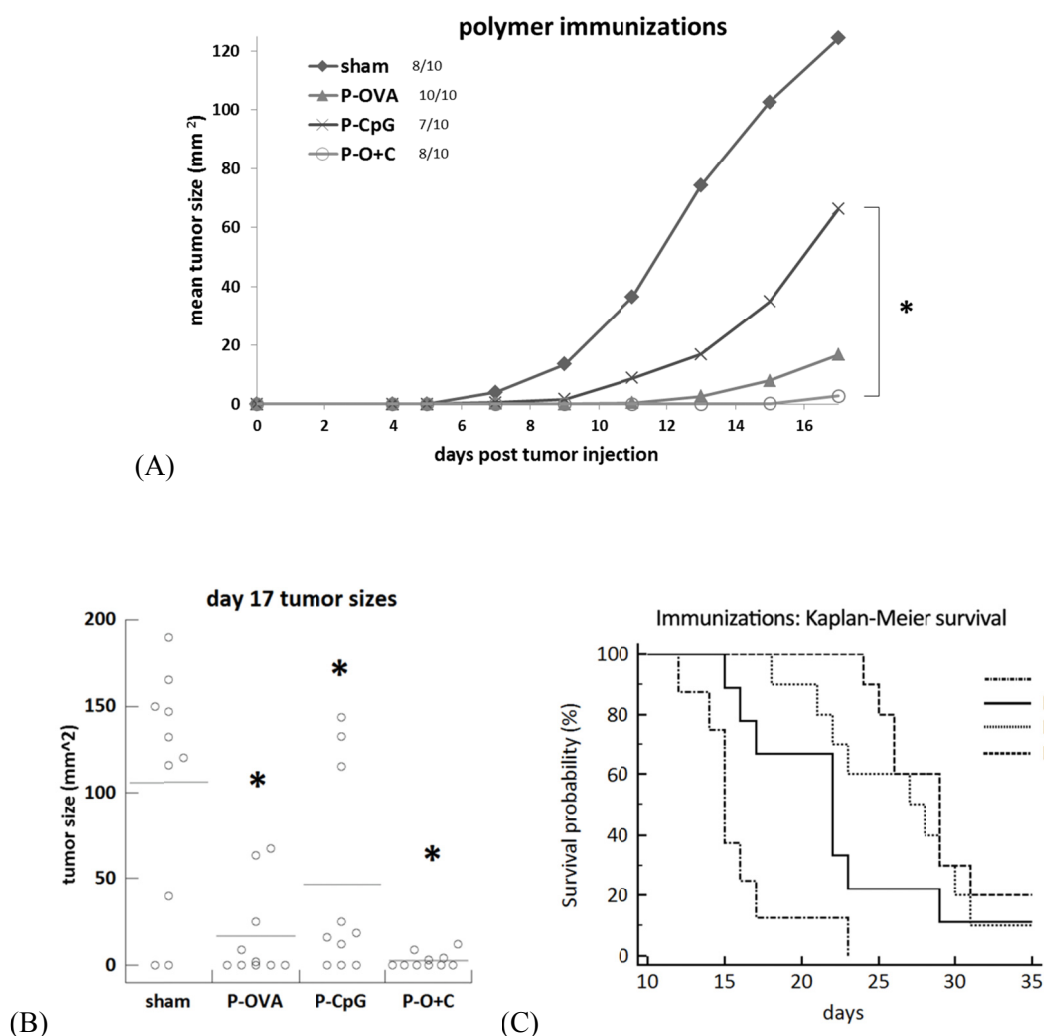 polymer immunizations
mean tumor size (mm ²)
120
100
80
60
40
20
0
sham 8/10
P-OVA 10/10
P-CpG 7/10
P-O+C 8/10
*
0 2 4 6 8 10 12 14 16
days post tumor injection
(A)
day 17 tumor sizes
tumor size (mm^2)
200
150
100
50
0
*
*
*
sham P-OVA P-CpG P-O+C
(B)
Immunizations: Kaplan-Meier survival
Survival probability (%)
100
80
60
40
20
0
10 15 20 25 30 35
days
(C)